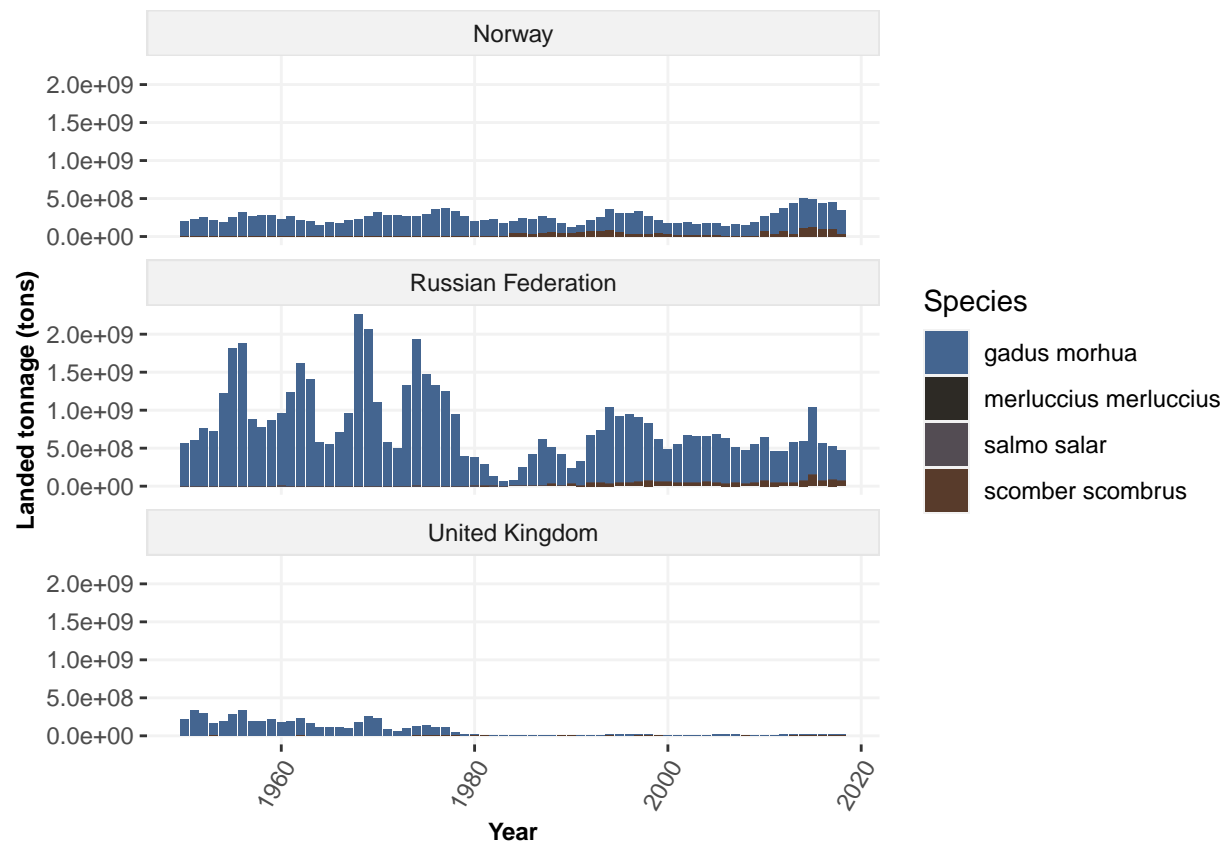 Norway
2.0e+09
1.5e+09
1.0e+09
5.0e+08
0.0e+00
Russian Federation
2.0e+09
1.5e+09
1.0e+09
5.0e+08
0.0e+00
United Kingdom
2.0e+09
1.5e+09
1.0e+09
5.0e+08
0.0e+00
Landed tonnage (tons)
1960
1980
2000
2020
Year
Species
gadus morhua
merluccius merluccius
salmo salar
scomber scombrus